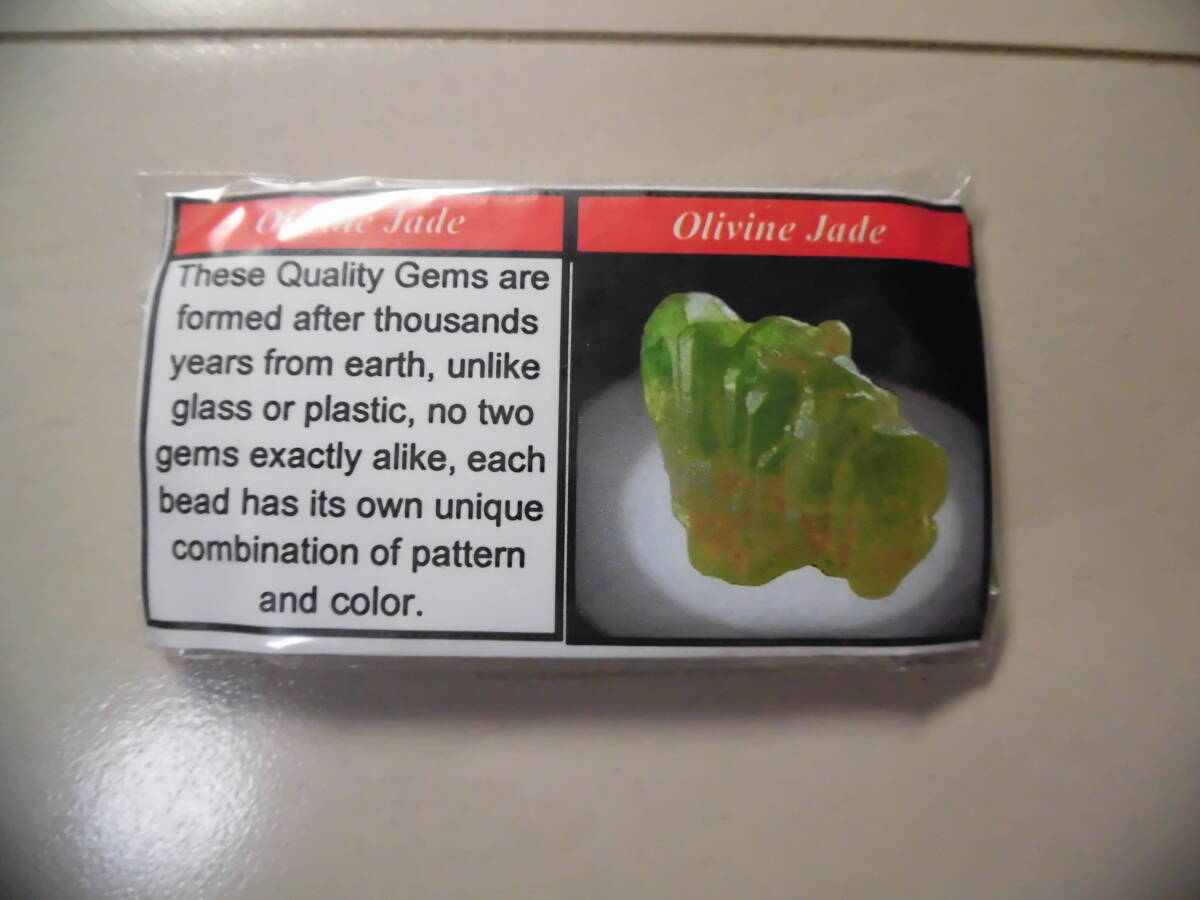 Olivine Jade
These Quality Gems are
formed after thousands
years from earth, unlike
glass or plastic, no two
gems exactly alike, each
bead has its own unique
combination of pattern
and color.
Olivine Jade